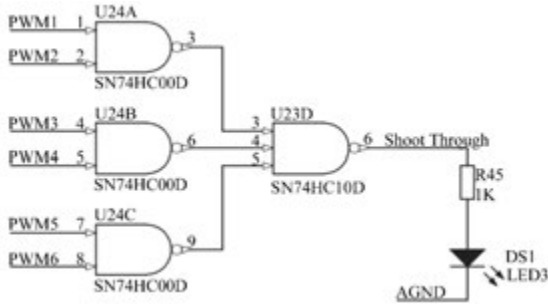 U24A
PWM1 1
3
PWM2 2
SN74HC00D
U24B
PWM3 4
6
PWM4 5
SN74HC00D
U24C
PWM5 7
9
PWM6 8
SN74HC00D
U23D
3
4
5
6
SN74HC10D
Shoot Through
R45
1K
DS1
LED3
AGND